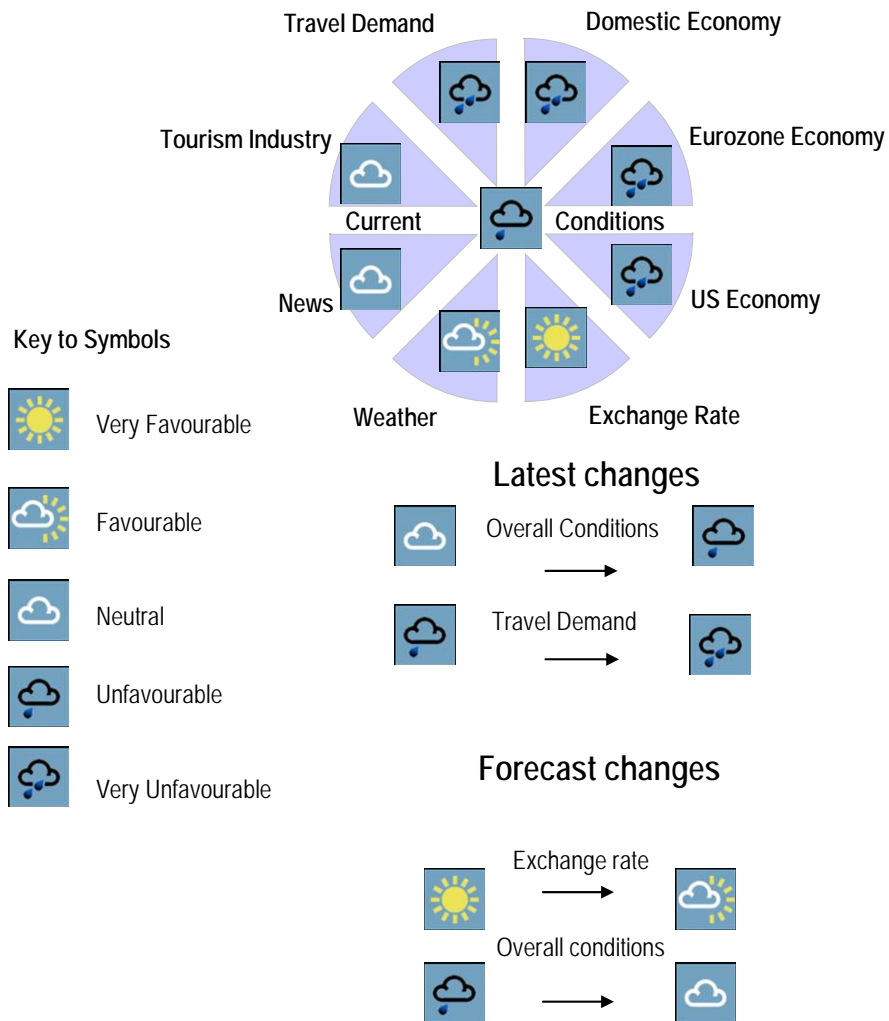 Travel Demand
Domestic Economy
Tourism Industry
Eurozone Economy
Current
Conditions
News
US Economy
Weather
Exchange Rate
Key to Symbols
Very Favourable
Favourable
Neutral
Unfavourable
Very Unfavourable
Latest changes
Overall Conditions
Travel Demand
Forecast changes
Exchange rate
Overall conditions